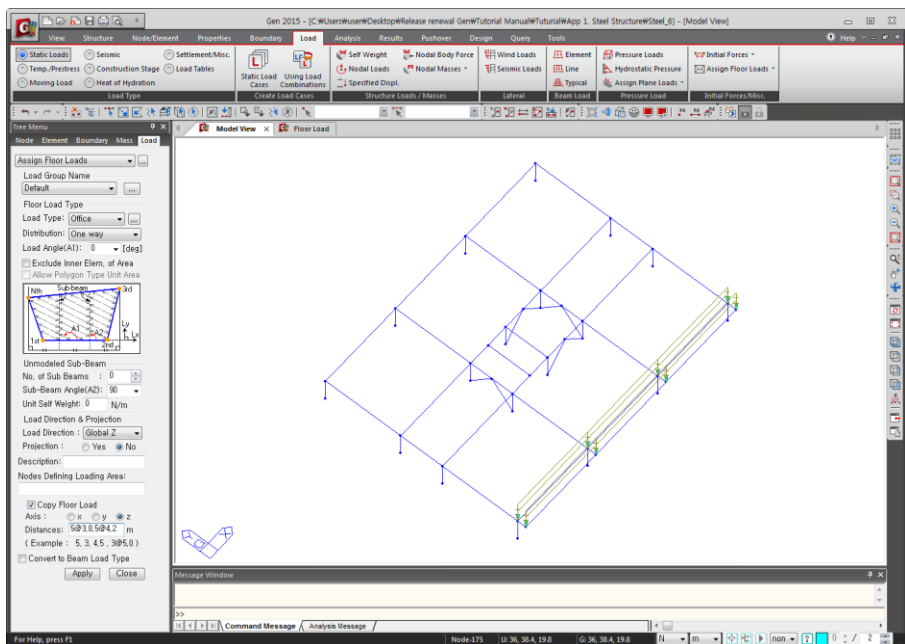 Gen 2015 - [C:\Users\user\Desktop\Release renewal Gen\Tutorial Manual\Tuturial\App 1. Steel Structure\Steel_6] - [Model View]
View Structure Node/Element Properties Boundary Load Analysis Results Pushover Design Query Tools Help
Static Loads Seismic Settlement/Misc.
Temp./Prestress Construction Stage Load Tables
Moving Load Heat of Hydration
Load Type
Static Load Cases
Using Load Combinations
Create Load Cases
Self Weight Nodal Body Force
Nodal Loads Nodal Masses
Specified Displ.
Structure Loads / Masses
Wind Loads
Seismic Loads
Lateral
Element
Line
Typical
Beam Load
Pressure Loads
Hydrostatic Pressure
Assign Plane Loads
Pressure Load
Initial Forces
Assign Floor Loads
Initial Forces/Misc.
Tree Menu
Node Element Boundary Mass Load
Model View Floor Load
Assign Floor Loads
Load Group Name
Default
Floor Load Type
Load Type: Office
Distribution: One way
Load Angle(A1): 0 [deg]
Exclude Inner Elem. of Area
Allow Polygon Type Unit Area
Nth Sub-beam 3rd
A1 A2 Ly Lx
1st 2nd
Unmodeled Sub-Beam
No. of Sub Beams : 0
Sub-Beam Angle(A2): 90
Unit Self Weight: 0 N/m
Load Direction & Projection
Load Direction : Global Z
Projection : Yes No
Description:
Nodes Defining Loading Area:
Copy Floor Load
Axis : x y z
Distances: 5@3.8,5@4.2 m
( Example : 5, 3, 4.5, 3@5.0 )
Convert to Beam Load Type
Apply Close
Message Window
>>
Command Message Analysis Message
For Help, press F1 Node-175 U: 36, 38.4, 19.8 G: 36, 38.4, 19.8 N m non ? 0 / 2